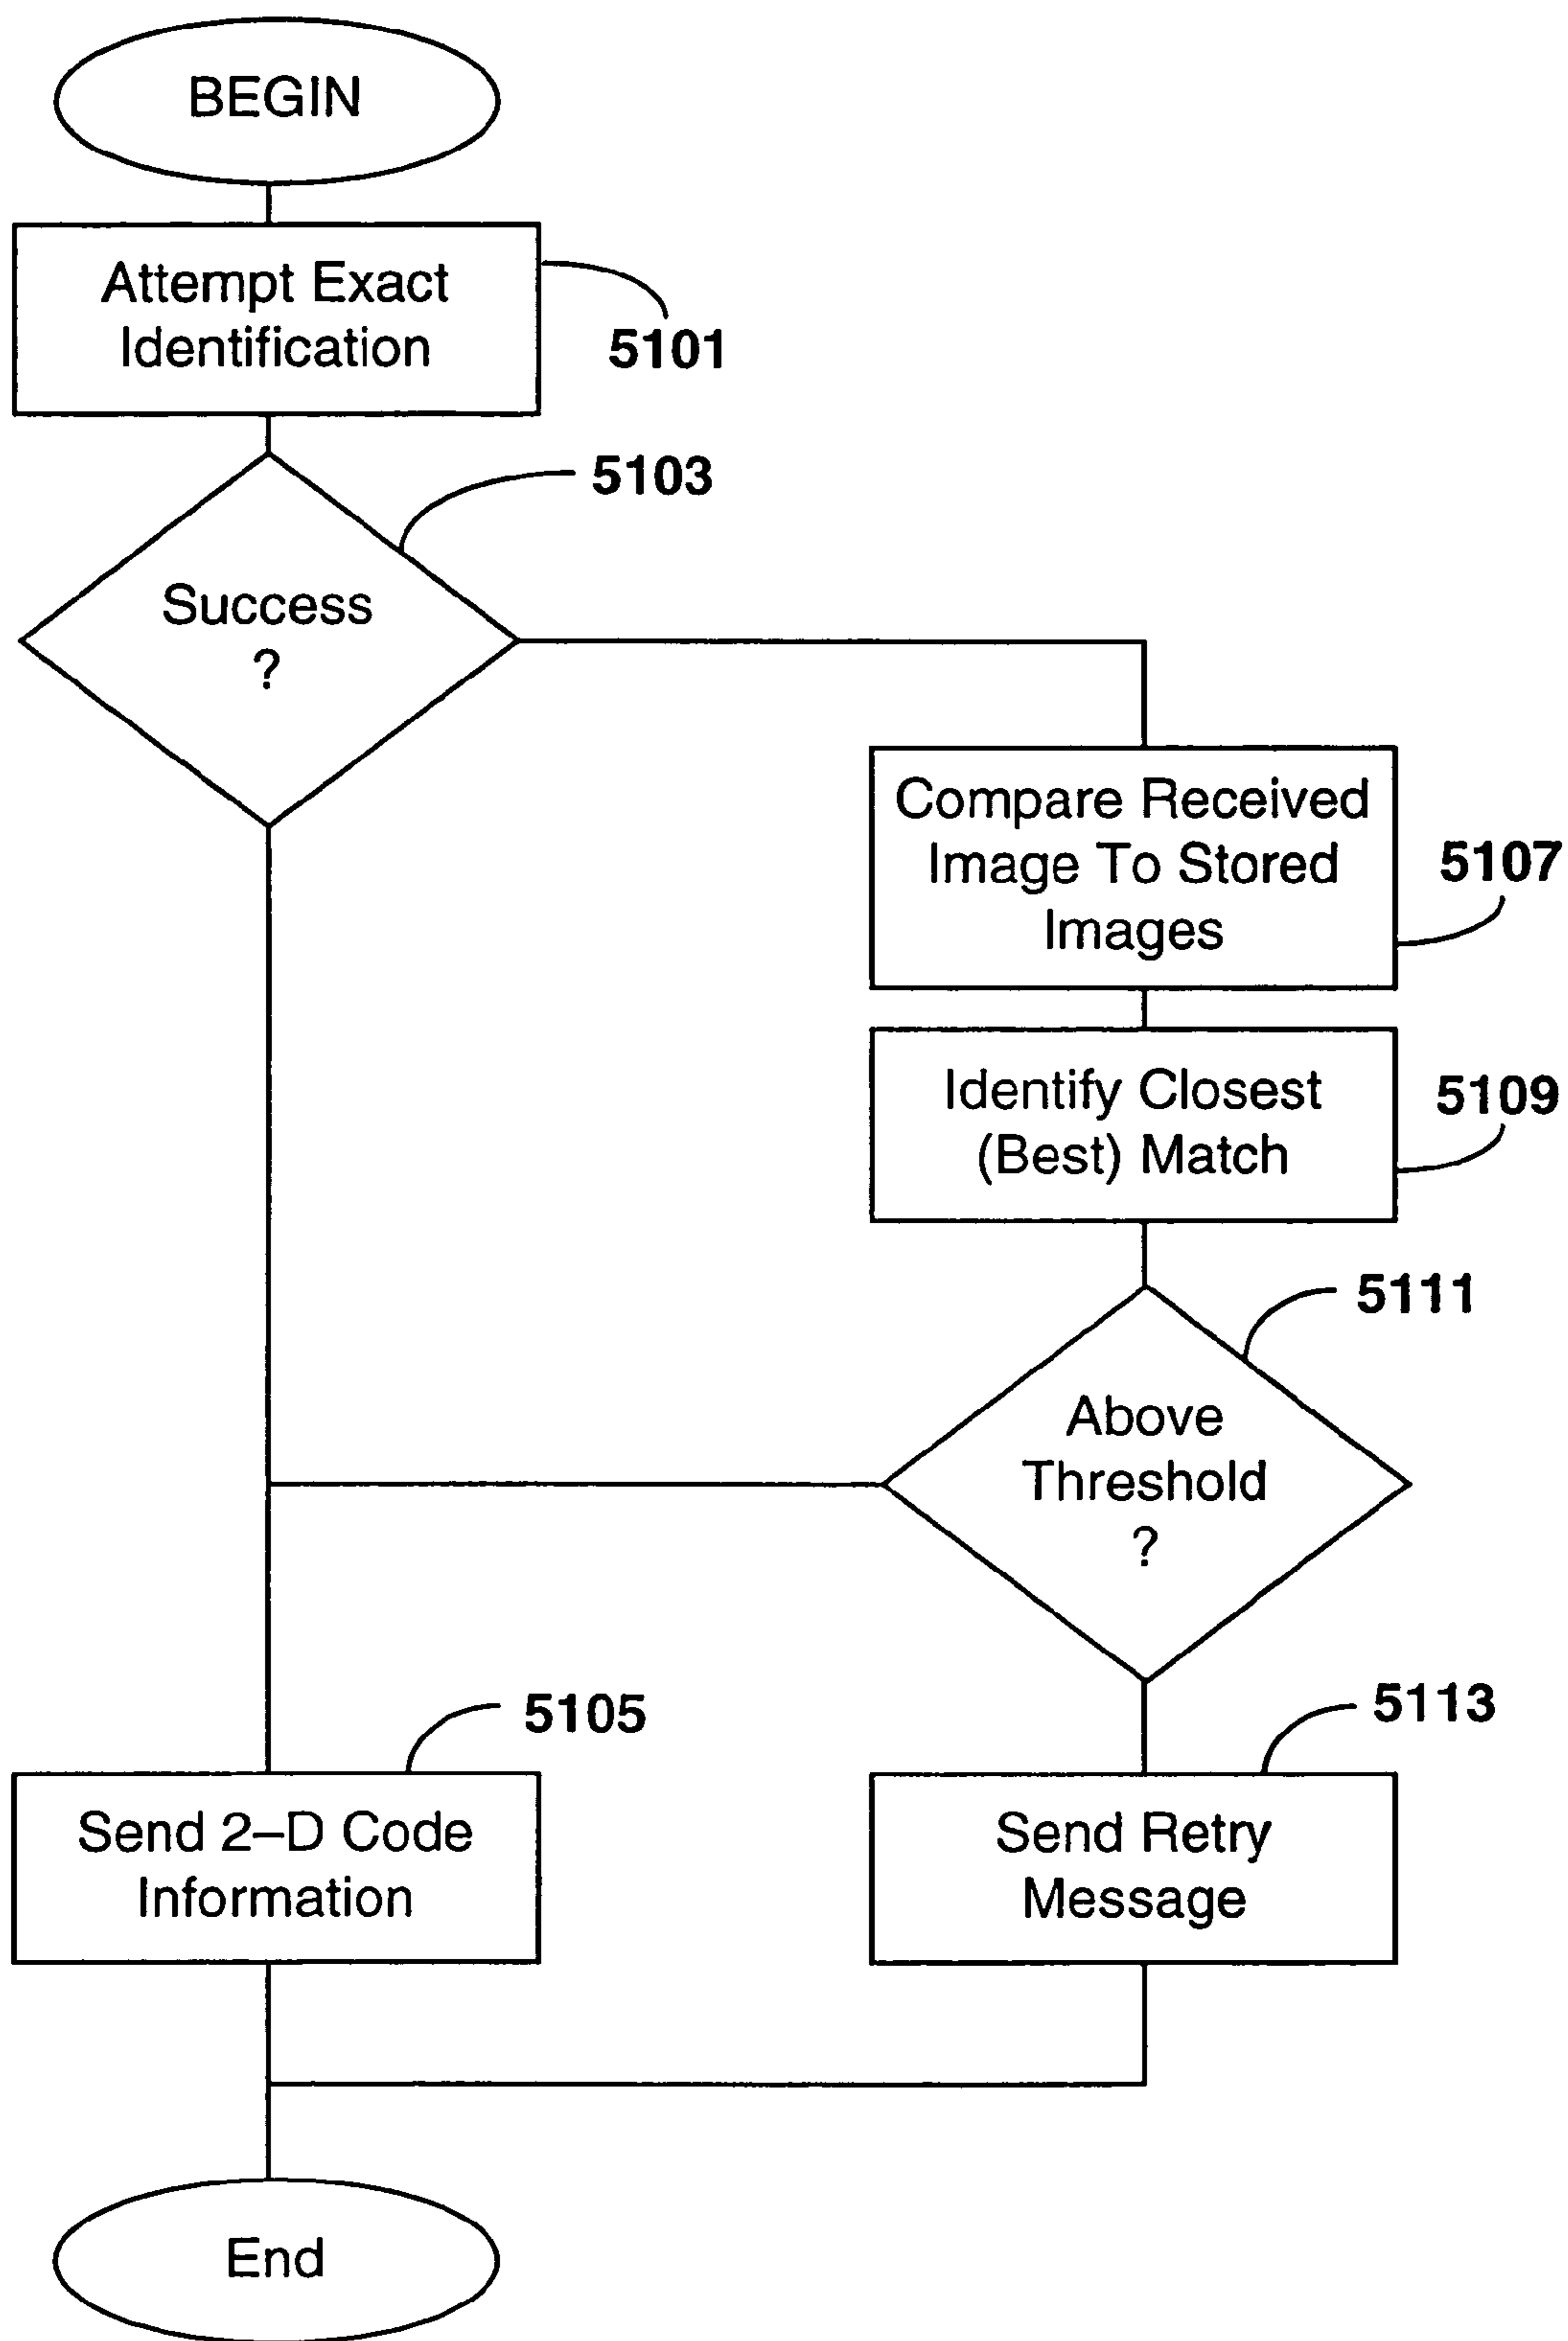 BEGIN
Attempt Exact
Identification
5101
5103
Success
?
Compare Received
Image To Stored
Images
5107
Identify Closest
(Best) Match
5109
5111
Above
Threshold
?
5105
Send 2–D Code
Information
5113
Send Retry
Message
End